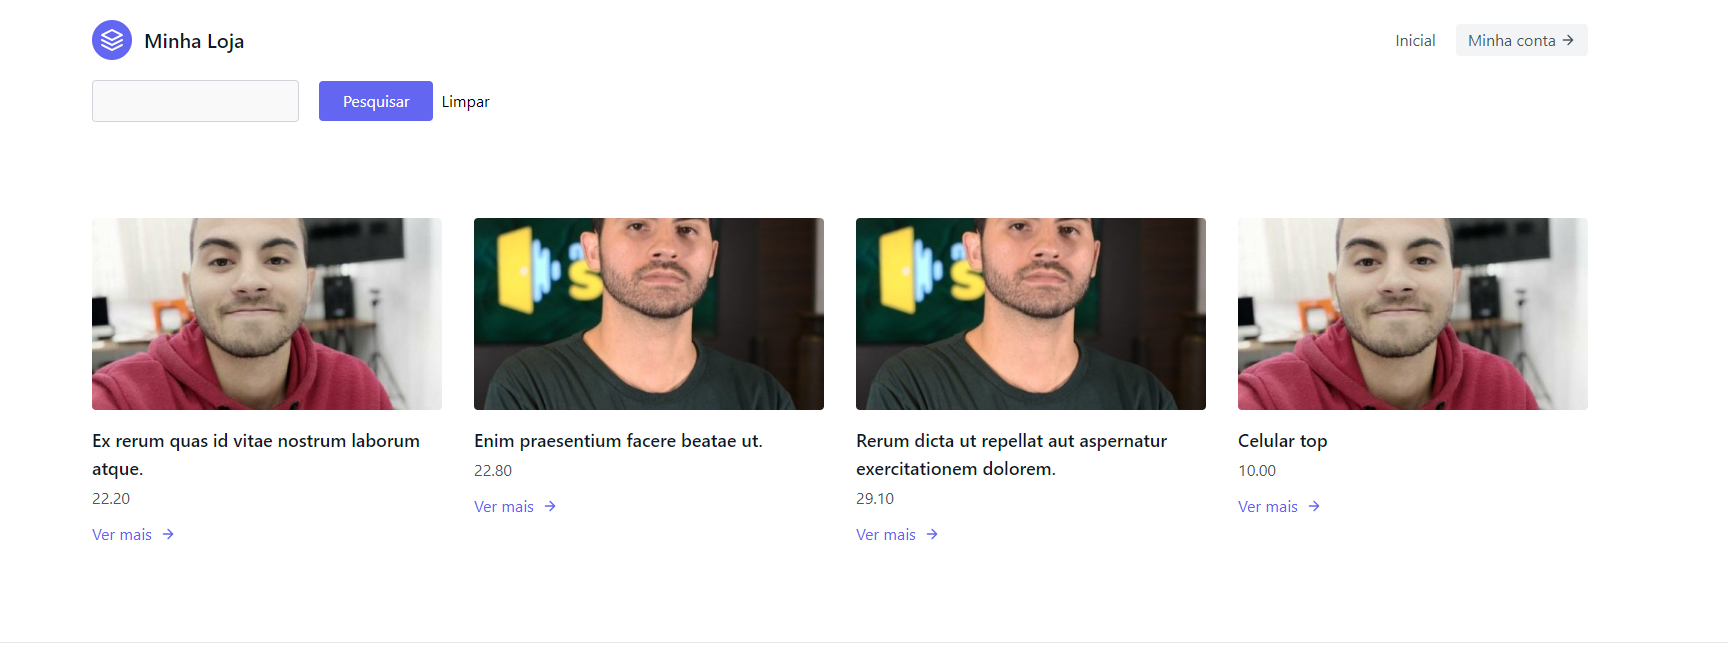 Minha Loja
Inicial
Minha conta →
Pesquisar
Limpar
Ex rerum quas id vitae nostrum laborum
atque.
22.20
Ver mais →
Enim praesentium facere beatae ut.
22.80
Ver mais →
Rerum dicta ut repellat aut aspernatur
exercitationem dolorem.
29.10
Ver mais →
Celular top
10.00
Ver mais →